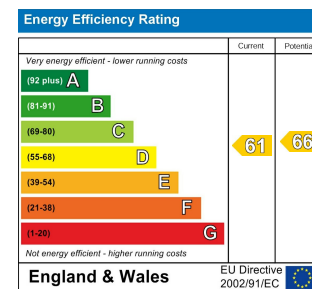 Energy Efficiency Rating
Current Potentia
Very energy efficient - lower running costs
(92 plus) A
(81-91) B
(69-80) C
(55-68) D
(39-54) E
(21-38) F
(1-20) G
61 66
Not energy efficient - higher running costs
England & Wales
EU Directive
2002/91/EC